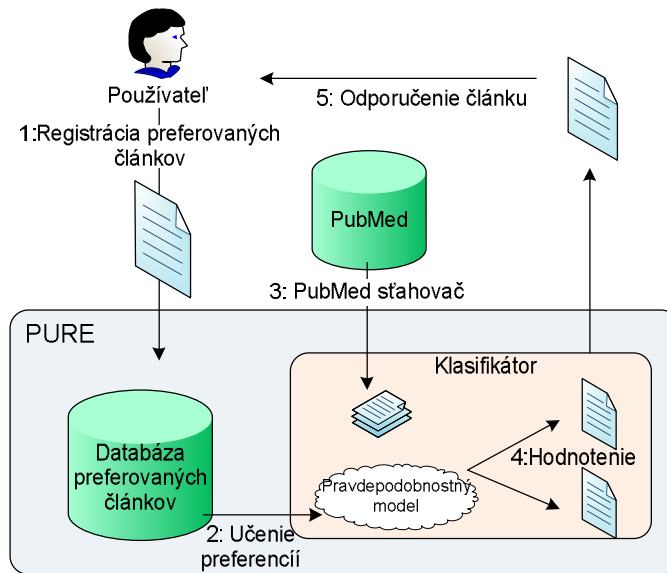 Používateľ
1:Registrácia preferovaných
článkov
5: Odporučenie článku
PubMed
3: PubMed sťahovač
PURE
Klasifikátor
Databáza
preferovaných
článkov
Pravdepodobnostný
model
4:Hodnotenie
2: Učenie
preferencíí